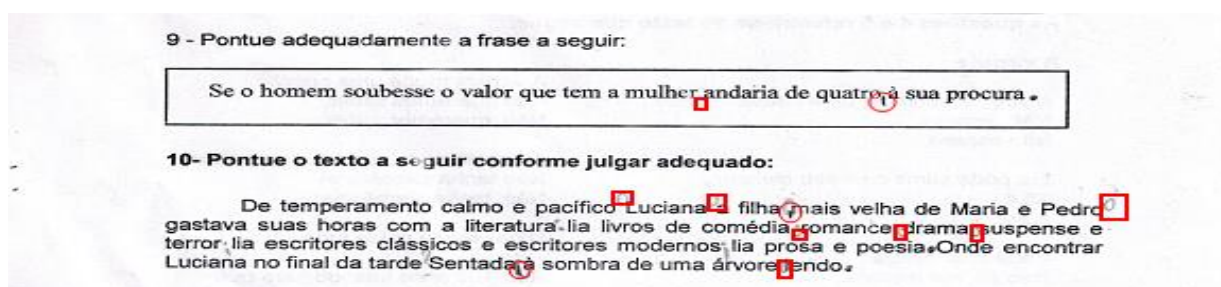 9 - Pontue adequadamente a frase a seguir:
Se o homem soubesse o valor que tem a mulher andaria de quatro, à sua procura.
10- Pontue o texto a seguir conforme julgar adequado:
De temperamento calmo e pacífico Luciana a filha, mais velha de Maria e Pedro
gastava suas horas com a literatura lia livros de comédia romance drama suspense e
terror lia escritores clássicos e escritores modernos lia prosa e poesia. Onde encontrar
Luciana no final da tarde Sentada, à sombra de uma árvore lendo.